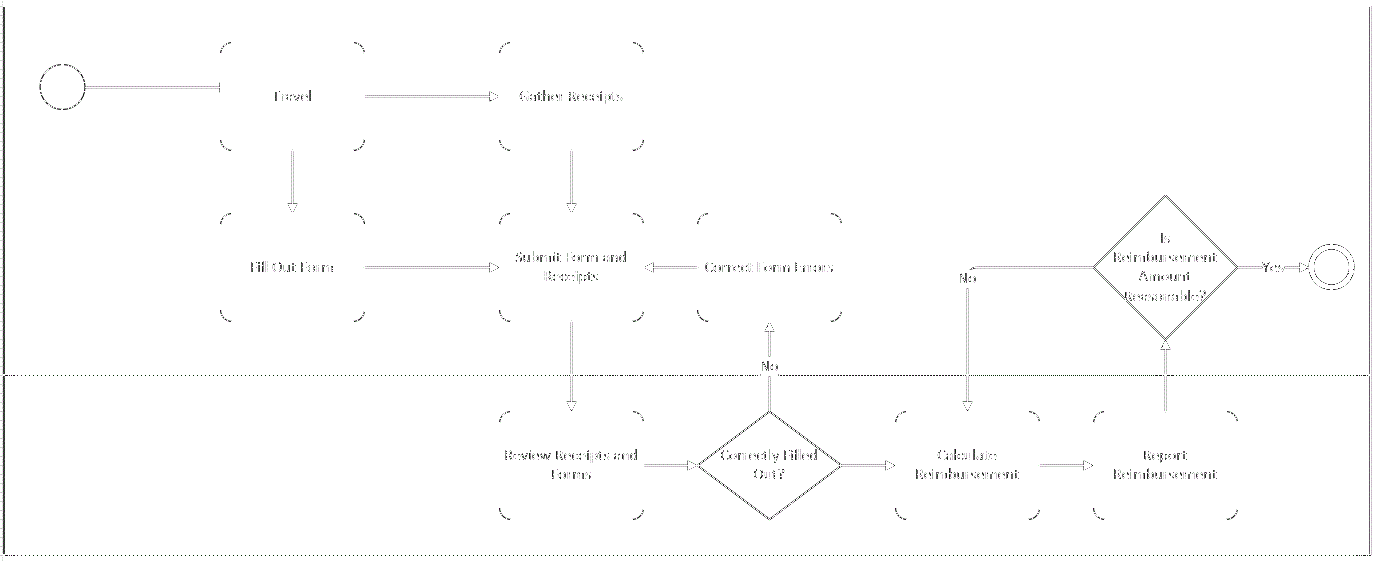 Travel
Gather Receipts
Fill Out Form
Submit Form and
Receipts
Correct Form Errors
Is
Reimbursement
Amount
Reasonable?
Yes
No
No
Review Receipts and
Forms
Correctly Filled
Out?
Calculate
Reimbursement
Report
Reimbursement